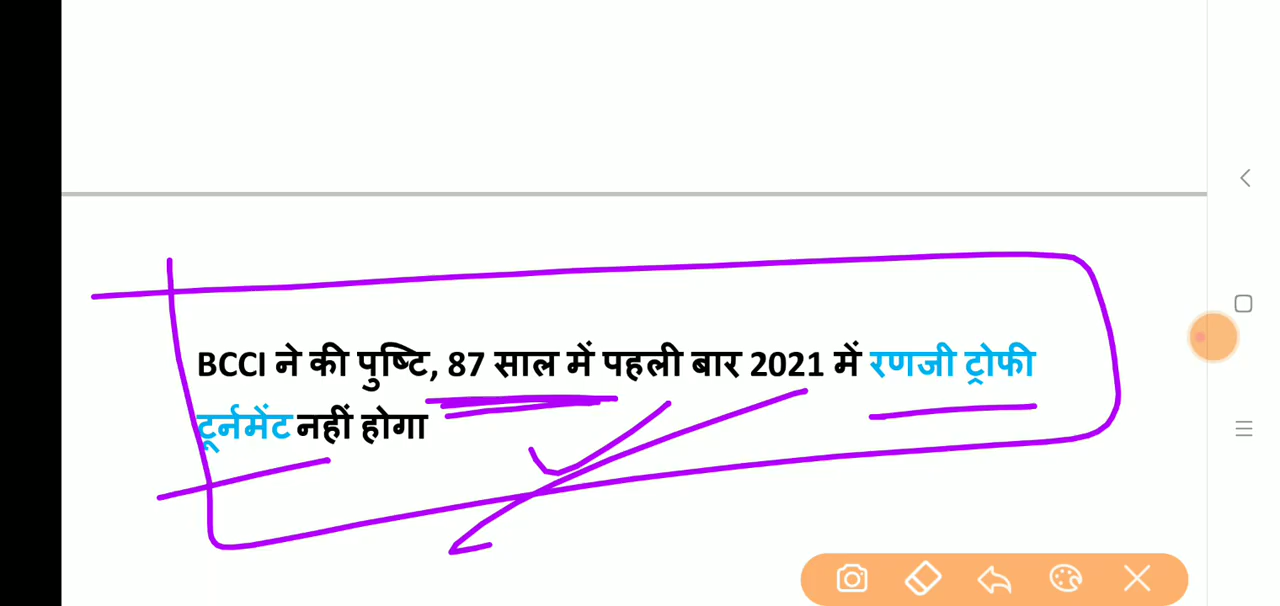 BCCI ने की पुष्टि, 87 साल में पहली बार 2021 में रणजी ट्रोफी
टूर्नमेंट नहीं होगा